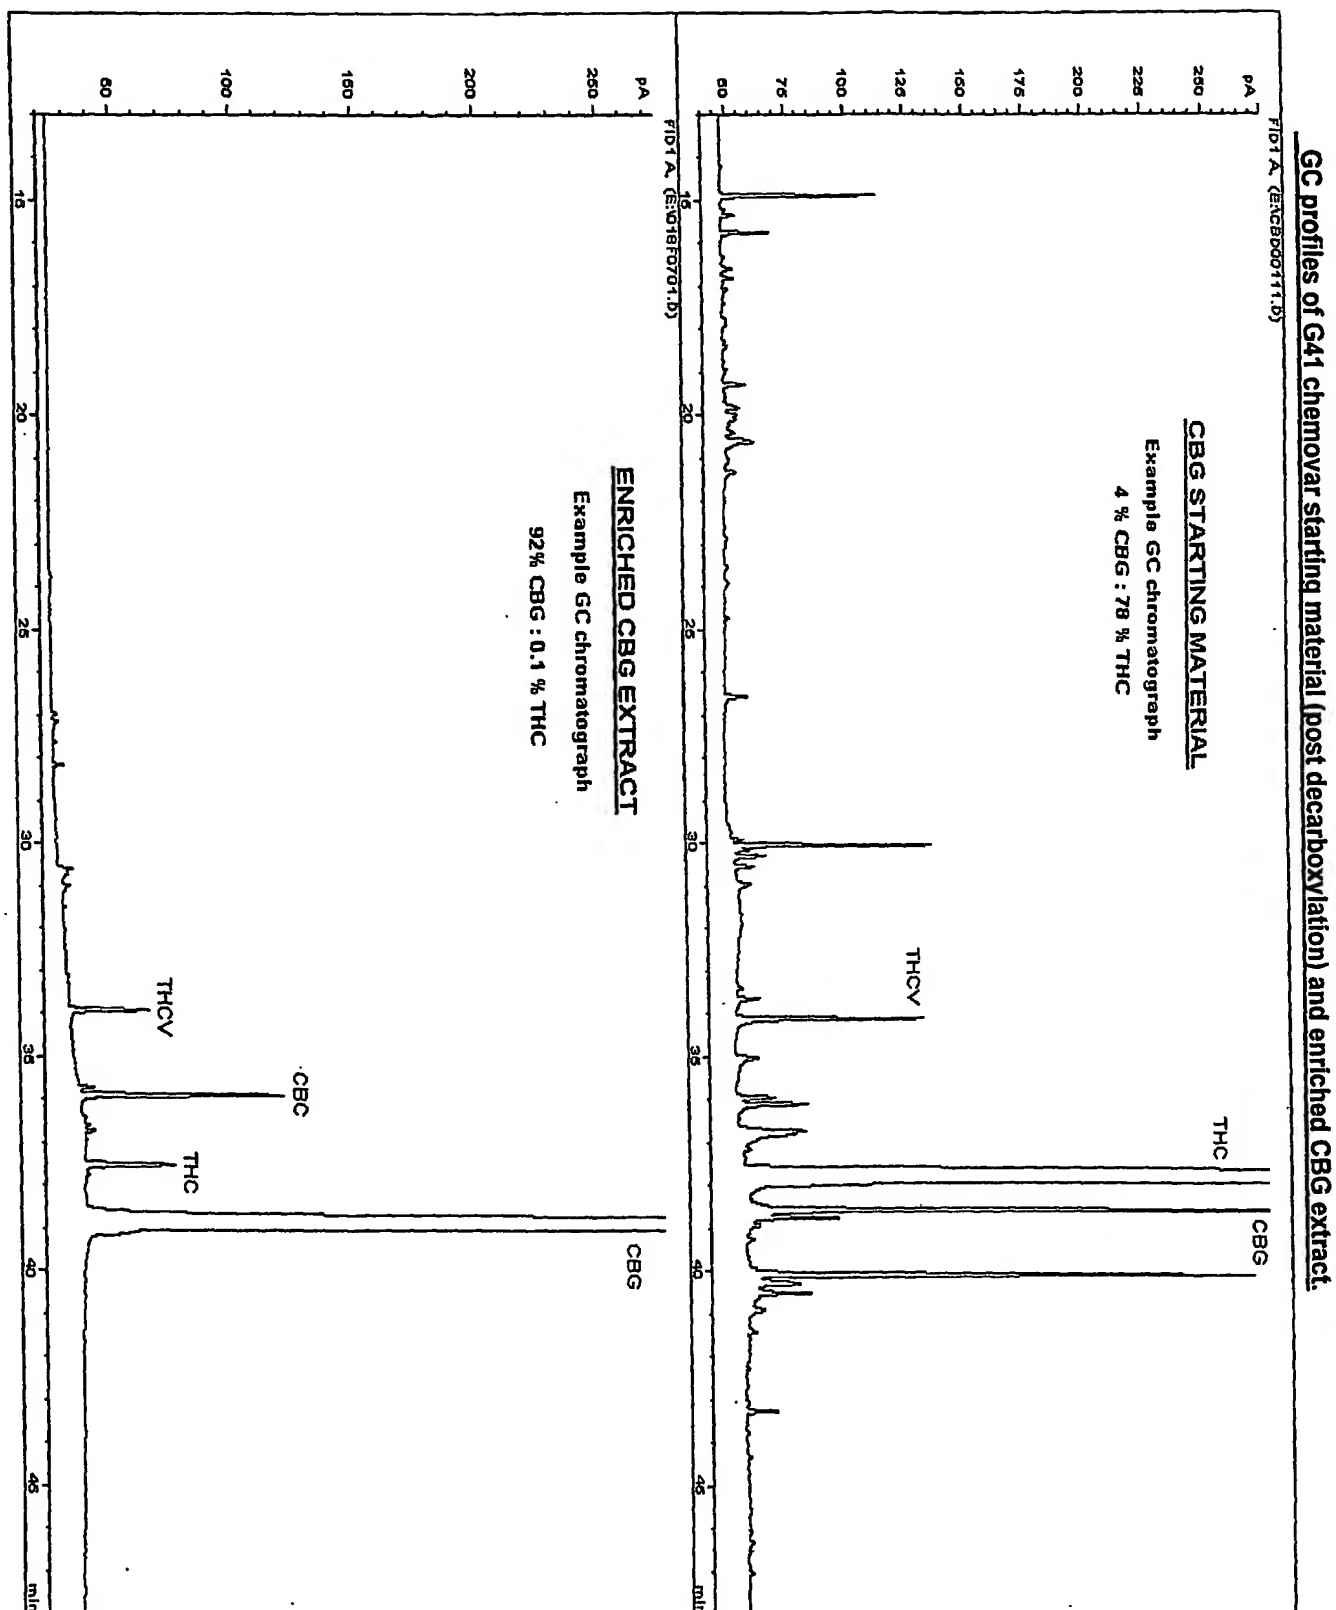 GC profiles of G41 chemovar starting material (post decarboxylation) and enriched CBG extract.
FID1 A, (E:\CBD00111.D)
pA
250
225
200
175
150
125
100
75
50
CBG STARTING MATERIAL
Example GC chromatograph
4 % CBG : 78 % THC
THCV
THC
CBG
15
20
25
30
35
40
45
min
FID1 A, (E:\018F0701.D)
pA
250
200
150
100
50
ENRICHED CBG EXTRACT
Example GC chromatograph
92% CBG : 0.1 % THC
THCV
CBC
THC
CBG
15
20
25
30
35
40
45
min